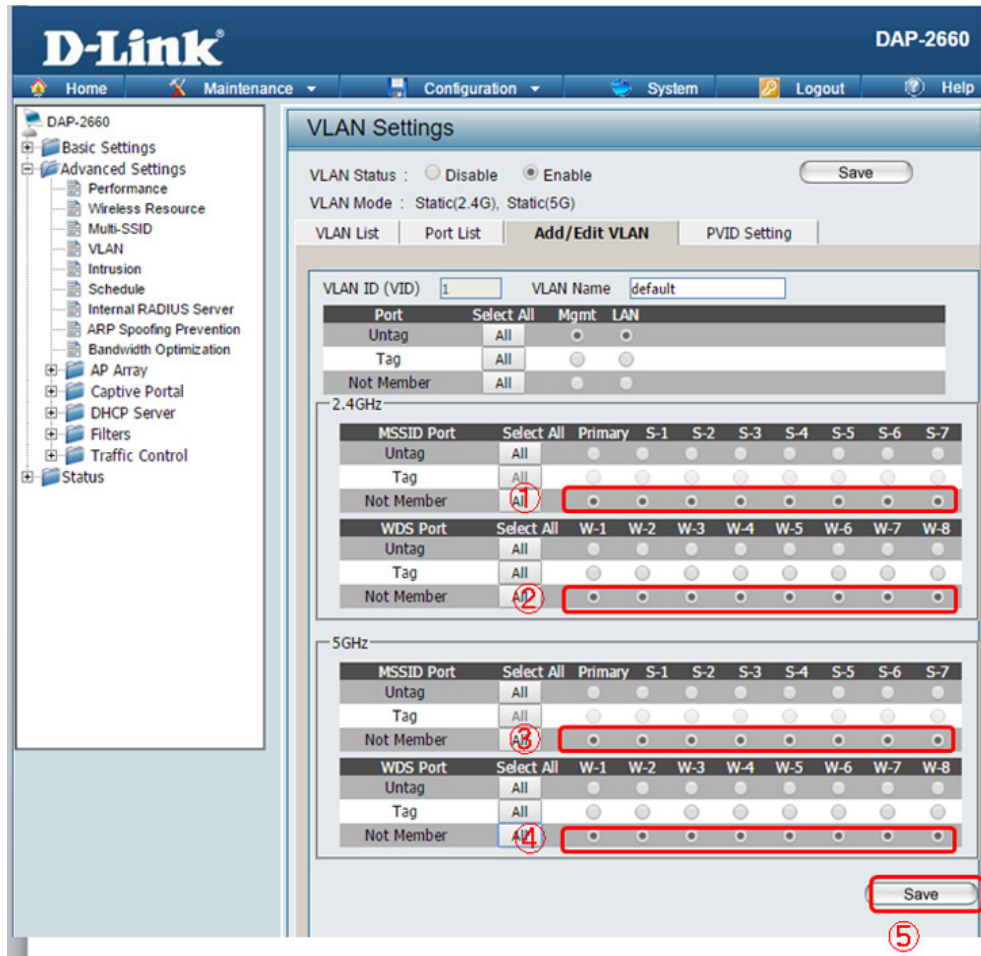 D-Link
DAP-2660
Home Maintenance Configuration System Logout Help
DAP-2660
Basic Settings
Advanced Settings
Performance
Wireless Resource
Multi-SSID
VLAN
Intrusion
Schedule
Internal RADIUS Server
ARP Spoofing Prevention
Bandwidth Optimization
AP Array
Captive Portal
DHCP Server
Filters
Traffic Control
Status
VLAN Settings
VLAN Status : Disable Enable Save
VLAN Mode : Static(2.4G), Static(5G)
VLAN List Port List Add/Edit VLAN PVID Setting
VLAN ID (VID) 1 VLAN Name default
Port Select All Mgmt LAN
Untag All
Tag All
Not Member All
2.4GHz
MSSID Port Select All Primary S-1 S-2 S-3 S-4 S-5 S-6 S-7
Untag All
Tag All
Not Member All ①
WDS Port Select All W-1 W-2 W-3 W-4 W-5 W-6 W-7 W-8
Untag All
Tag All
Not Member All ②
5GHz
MSSID Port Select All Primary S-1 S-2 S-3 S-4 S-5 S-6 S-7
Untag All
Tag All
Not Member All ③
WDS Port Select All W-1 W-2 W-3 W-4 W-5 W-6 W-7 W-8
Untag All
Tag All
Not Member All ④
Save
⑤